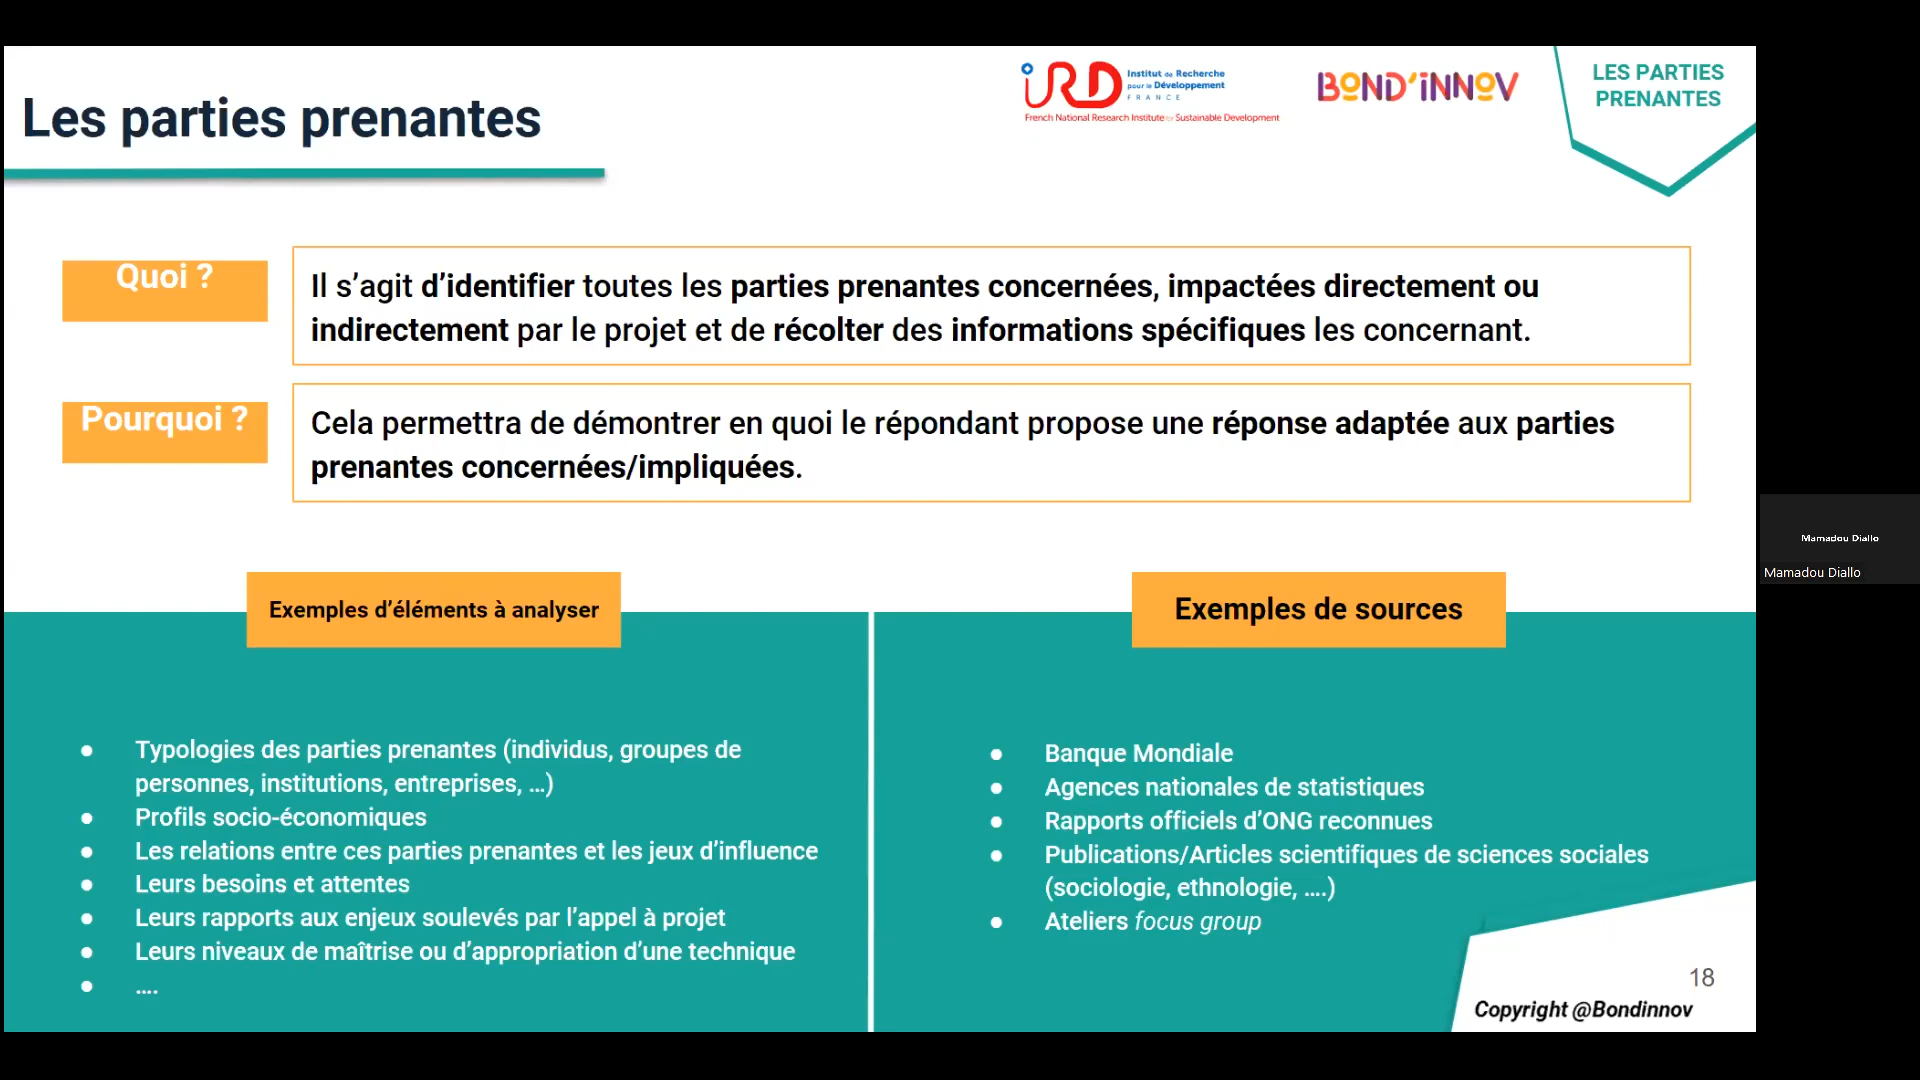 Les parties prenantes
iRD Institut de Recherche
pour le Développement
FRANCE
French National Research Institute for Sustainable Development
BOND'iNNOV
LES PARTIES
PRENANTES
Quoi ?
Il s’agit d’identifier toutes les parties prenantes concernées, impactées directement ou
indirectement par le projet et de récolter des informations spécifiques les concernant.
Pourquoi ?
Cela permettra de démontrer en quoi le répondant propose une réponse adaptée aux parties
prenantes concernées/impliquées.
Exemples d’éléments à analyser
● Typologies des parties prenantes (individus, groupes de
personnes, institutions, entreprises, ...)
● Profils socio-économiques
● Les relations entre ces parties prenantes et les jeux d’influence
● Leurs besoins et attentes
● Leurs rapports aux enjeux soulevés par l’appel à projet
● Leurs niveaux de maîtrise ou d’appropriation d’une technique
● ....
Exemples de sources
● Banque Mondiale
● Agences nationales de statistiques
● Rapports officiels d’ONG reconnues
● Publications/Articles scientifiques de sciences sociales
(sociologie, ethnologie, ....)
● Ateliers focus group
18
Copyright @Bondinnov
Mamadou Diallo
Mamadou Diallo